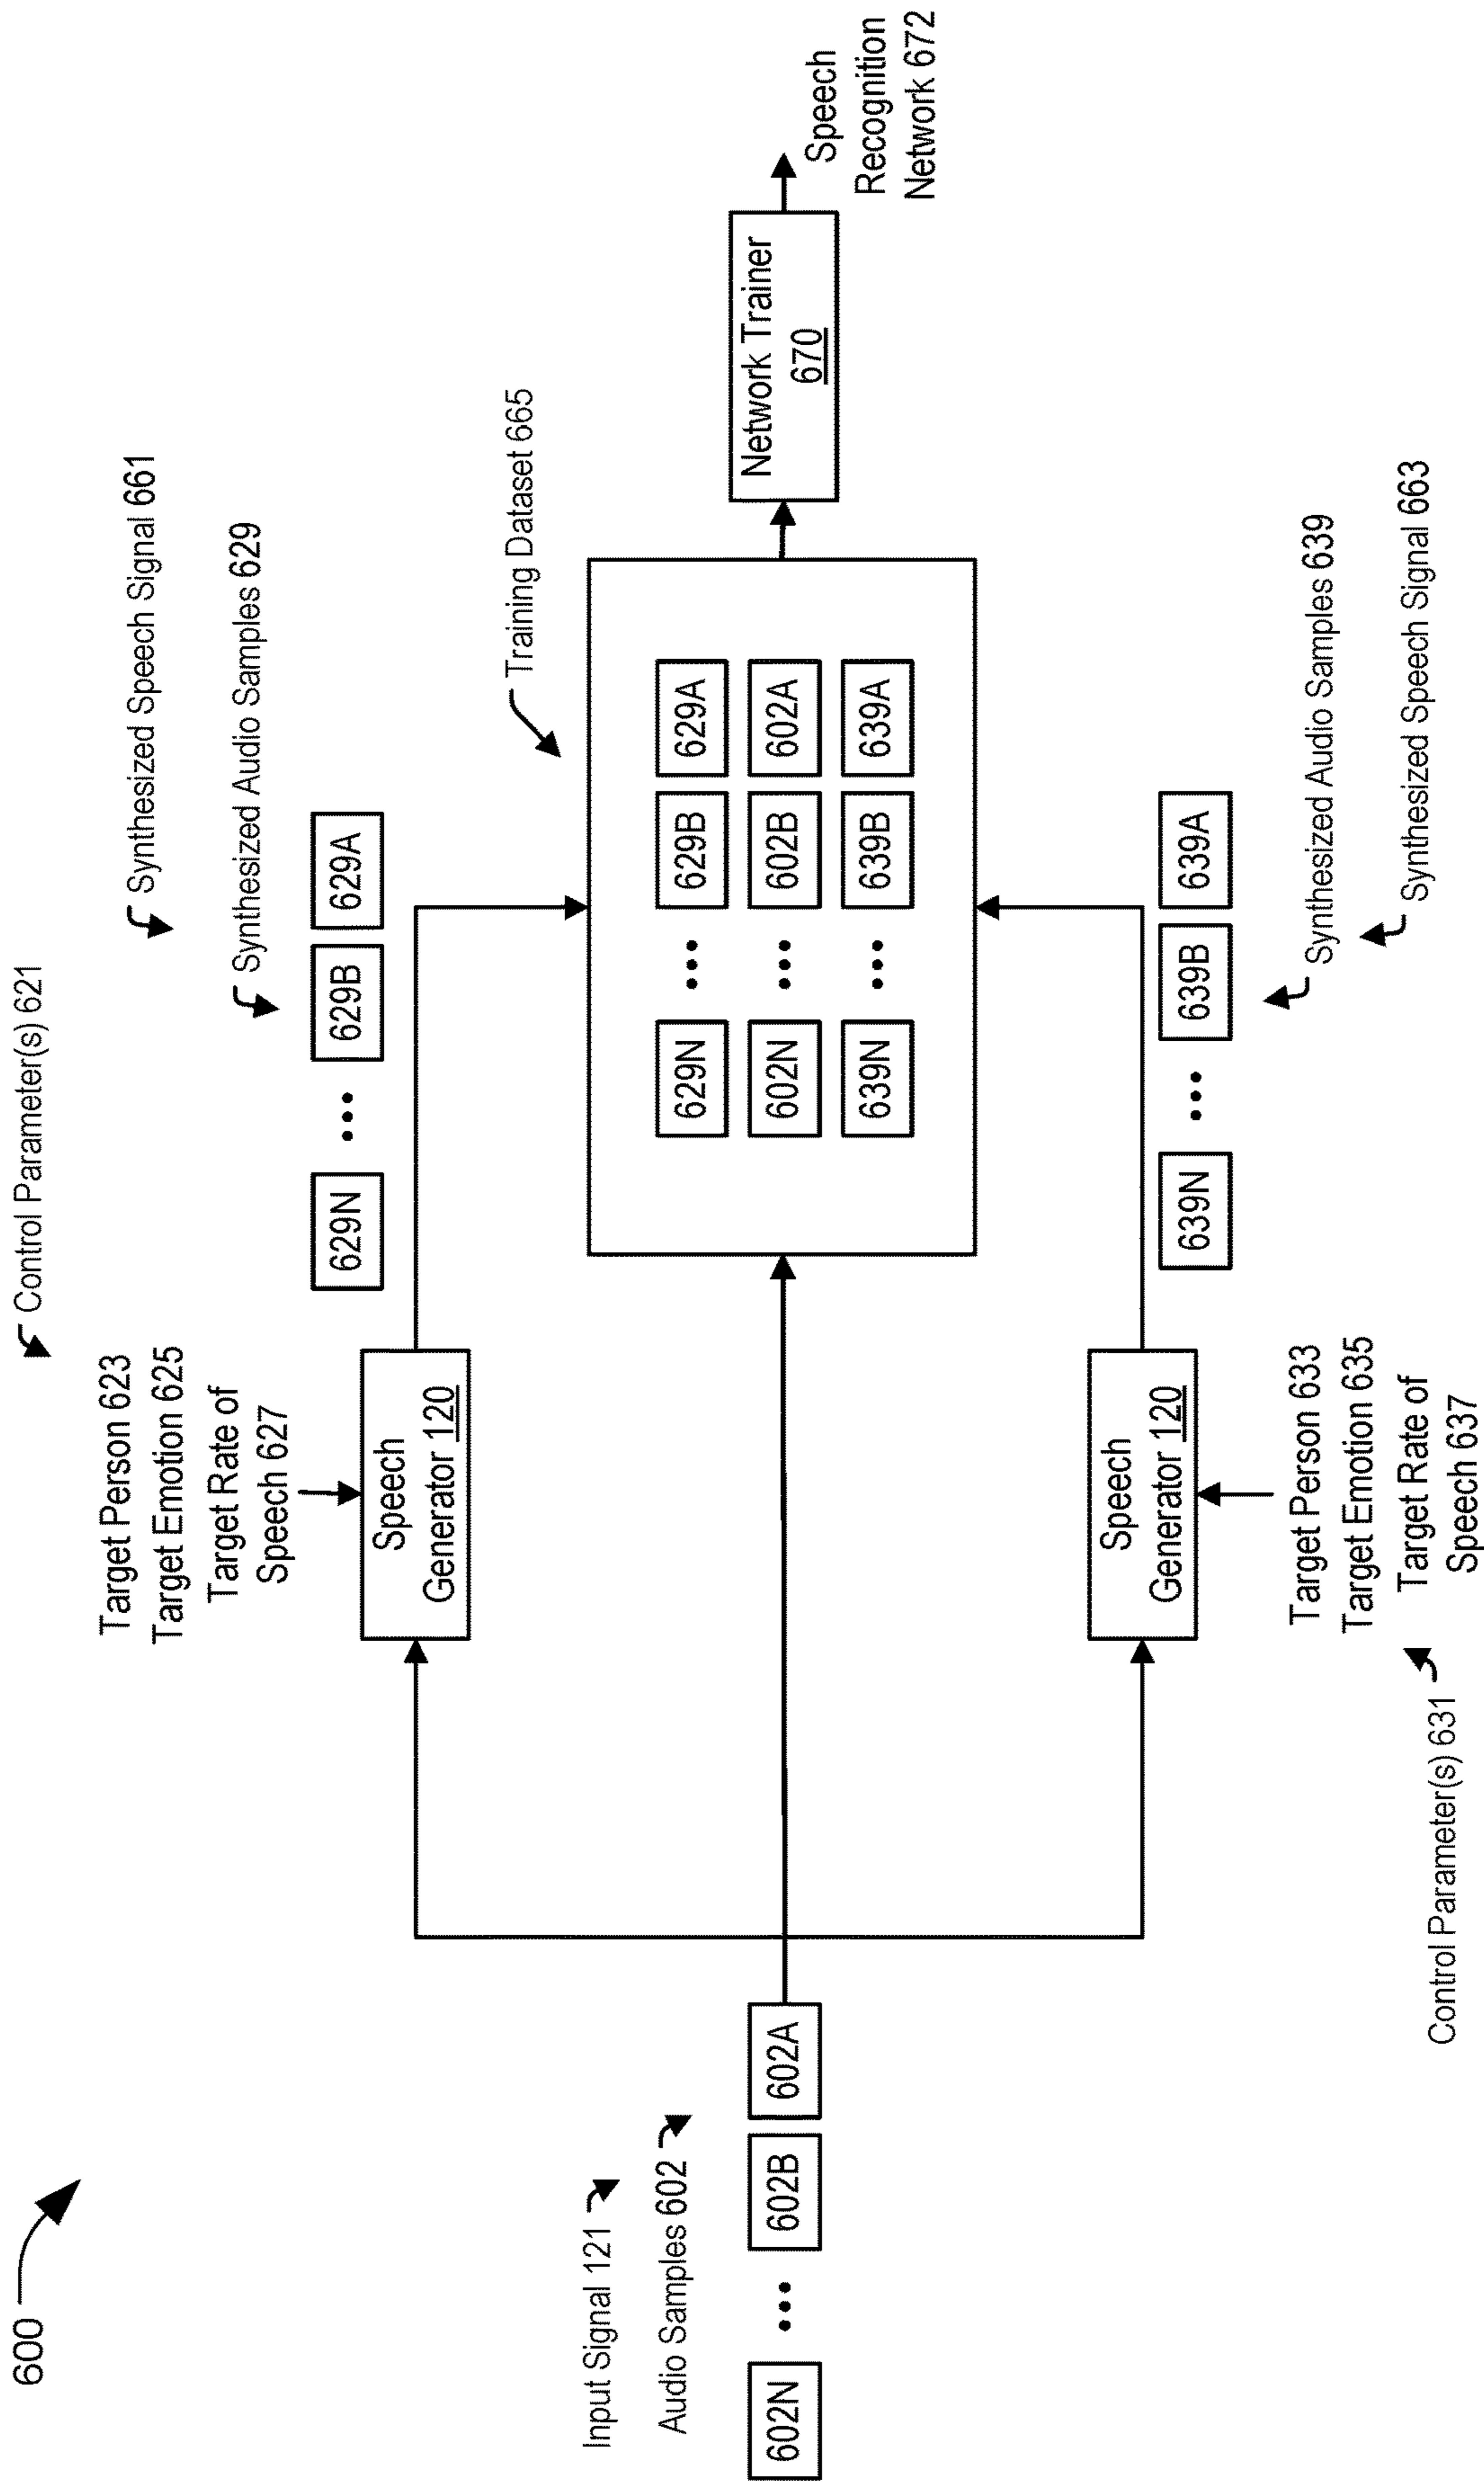 600
Control Parameter(s) 621
Target Person 623
Target Emotion 625
Target Rate of
Speech 627
Synthesized Speech Signal 661
Synthesized Audio Samples 629
629N
•••
629B
629A
Speech
Generator 120
Training Dataset 665
Input Signal 121
Audio Samples 602
602N
•••
602B
602A
629N
•••
629B
629A
602N
•••
602B
602A
639N
•••
639B
639A
Network Trainer
670
Speech
Recognition
Network 672
Speech
Generator 120
639N
•••
639B
639A
Target Person 633
Target Emotion 635
Target Rate of
Speech 637
Synthesized Audio Samples 639
Synthesized Speech Signal 663
Control Parameter(s) 631